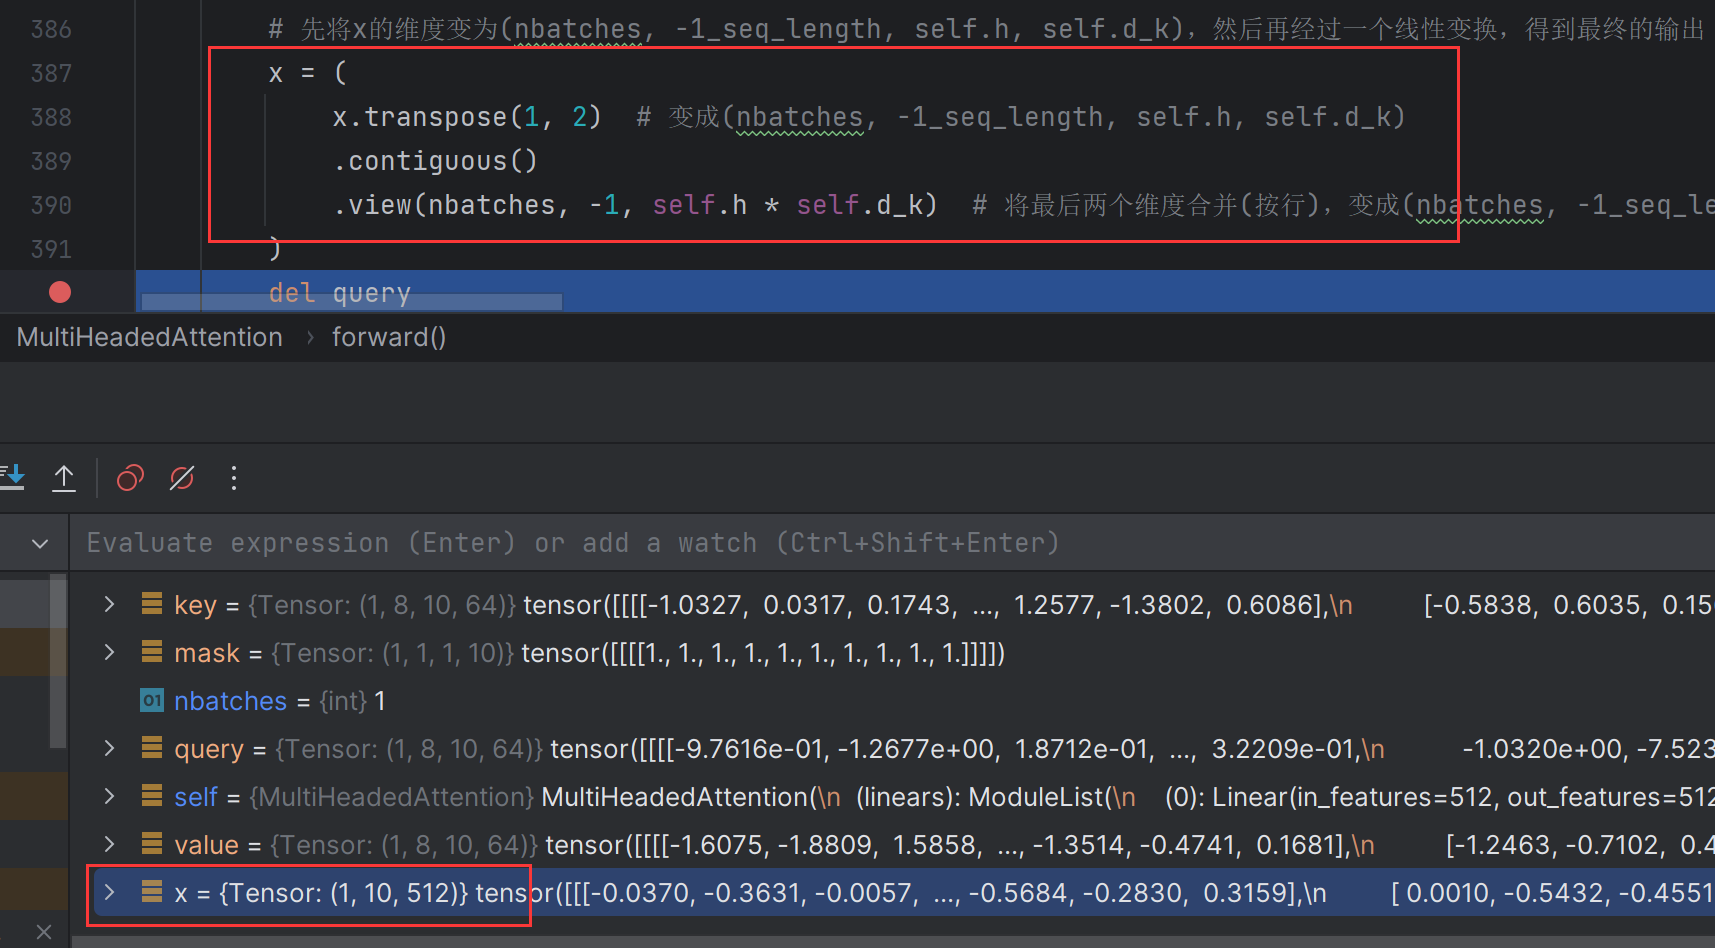 386 # 先将x的维度变为(nbatches, -1_seq_length, self.h, self.d_k)，然后再经过一个线性变换，得到最终的输出
387 x = (
388 x.transpose(1, 2)  # 变成(nbatches, -1_seq_length, self.h, self.d_k)
389 .contiguous()
390 .view(nbatches, -1, self.h * self.d_k)  # 将最后两个维度合并(按行)，变成(nbatches, -1_seq_le
391 )
del query
MultiHeadedAttention › forward()
Evaluate expression (Enter) or add a watch (Ctrl+Shift+Enter)
key = {Tensor: (1, 8, 10, 64)} tensor([[[[-1.0327, 0.0317, 0.1743, ..., 1.2577, -1.3802, 0.6086],\n [-0.5838, 0.6035, 0.15
mask = {Tensor: (1, 1, 1, 10)} tensor([[[[1., 1., 1., 1., 1., 1., 1., 1., 1., 1.]]]])
01 nbatches = {int} 1
query = {Tensor: (1, 8, 10, 64)} tensor([[[[-9.7616e-01, -1.2677e+00, 1.8712e-01, ..., 3.2209e-01,\n -1.0320e+00, -7.523
self = {MultiHeadedAttention} MultiHeadedAttention(\n (linears): ModuleList(\n (0): Linear(in_features=512, out_features=512
value = {Tensor: (1, 8, 10, 64)} tensor([[[[-1.6075, -1.8809, 1.5858, ..., -1.3514, -0.4741, 0.1681],\n [-1.2463, -0.7102, 0.4
x = {Tensor: (1, 10, 512)} tensor([[[-0.0370, -0.3631, -0.0057, ..., -0.5684, -0.2830, 0.3159],\n [ 0.0010, -0.5432, -0.4551